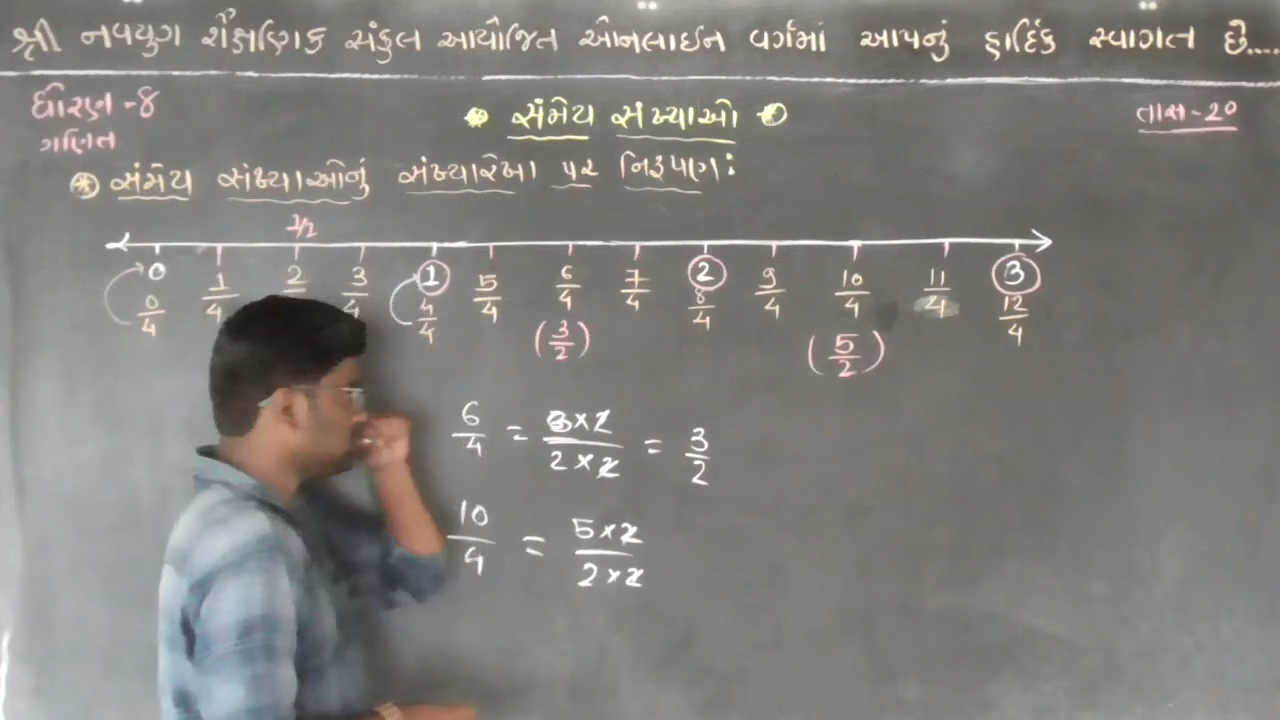 શ્રી નવયુગ શૈક્ષણિક સંકુલ આયોજિત ઓનલાઈન વર્ગમાં આપનું હાર્દિક સ્વાગત છે....
ધોરણ - ૪
સંમેય સંખ્યાઓ
તાસ - 20
ગણિત
સંમેય સંખ્યાઓનું સંખ્યારેખા પર નિરૂપણ:
1/2
0 1/4 2 3/4 1 5/4 6/4 7/4 2 9/4 10/4 11/4 3
0/4 4/4 8/4 12/4
(3/2) (5/2)
6/4 = 3×2/2×2 = 3/2
10/4 = 5×2/2×2